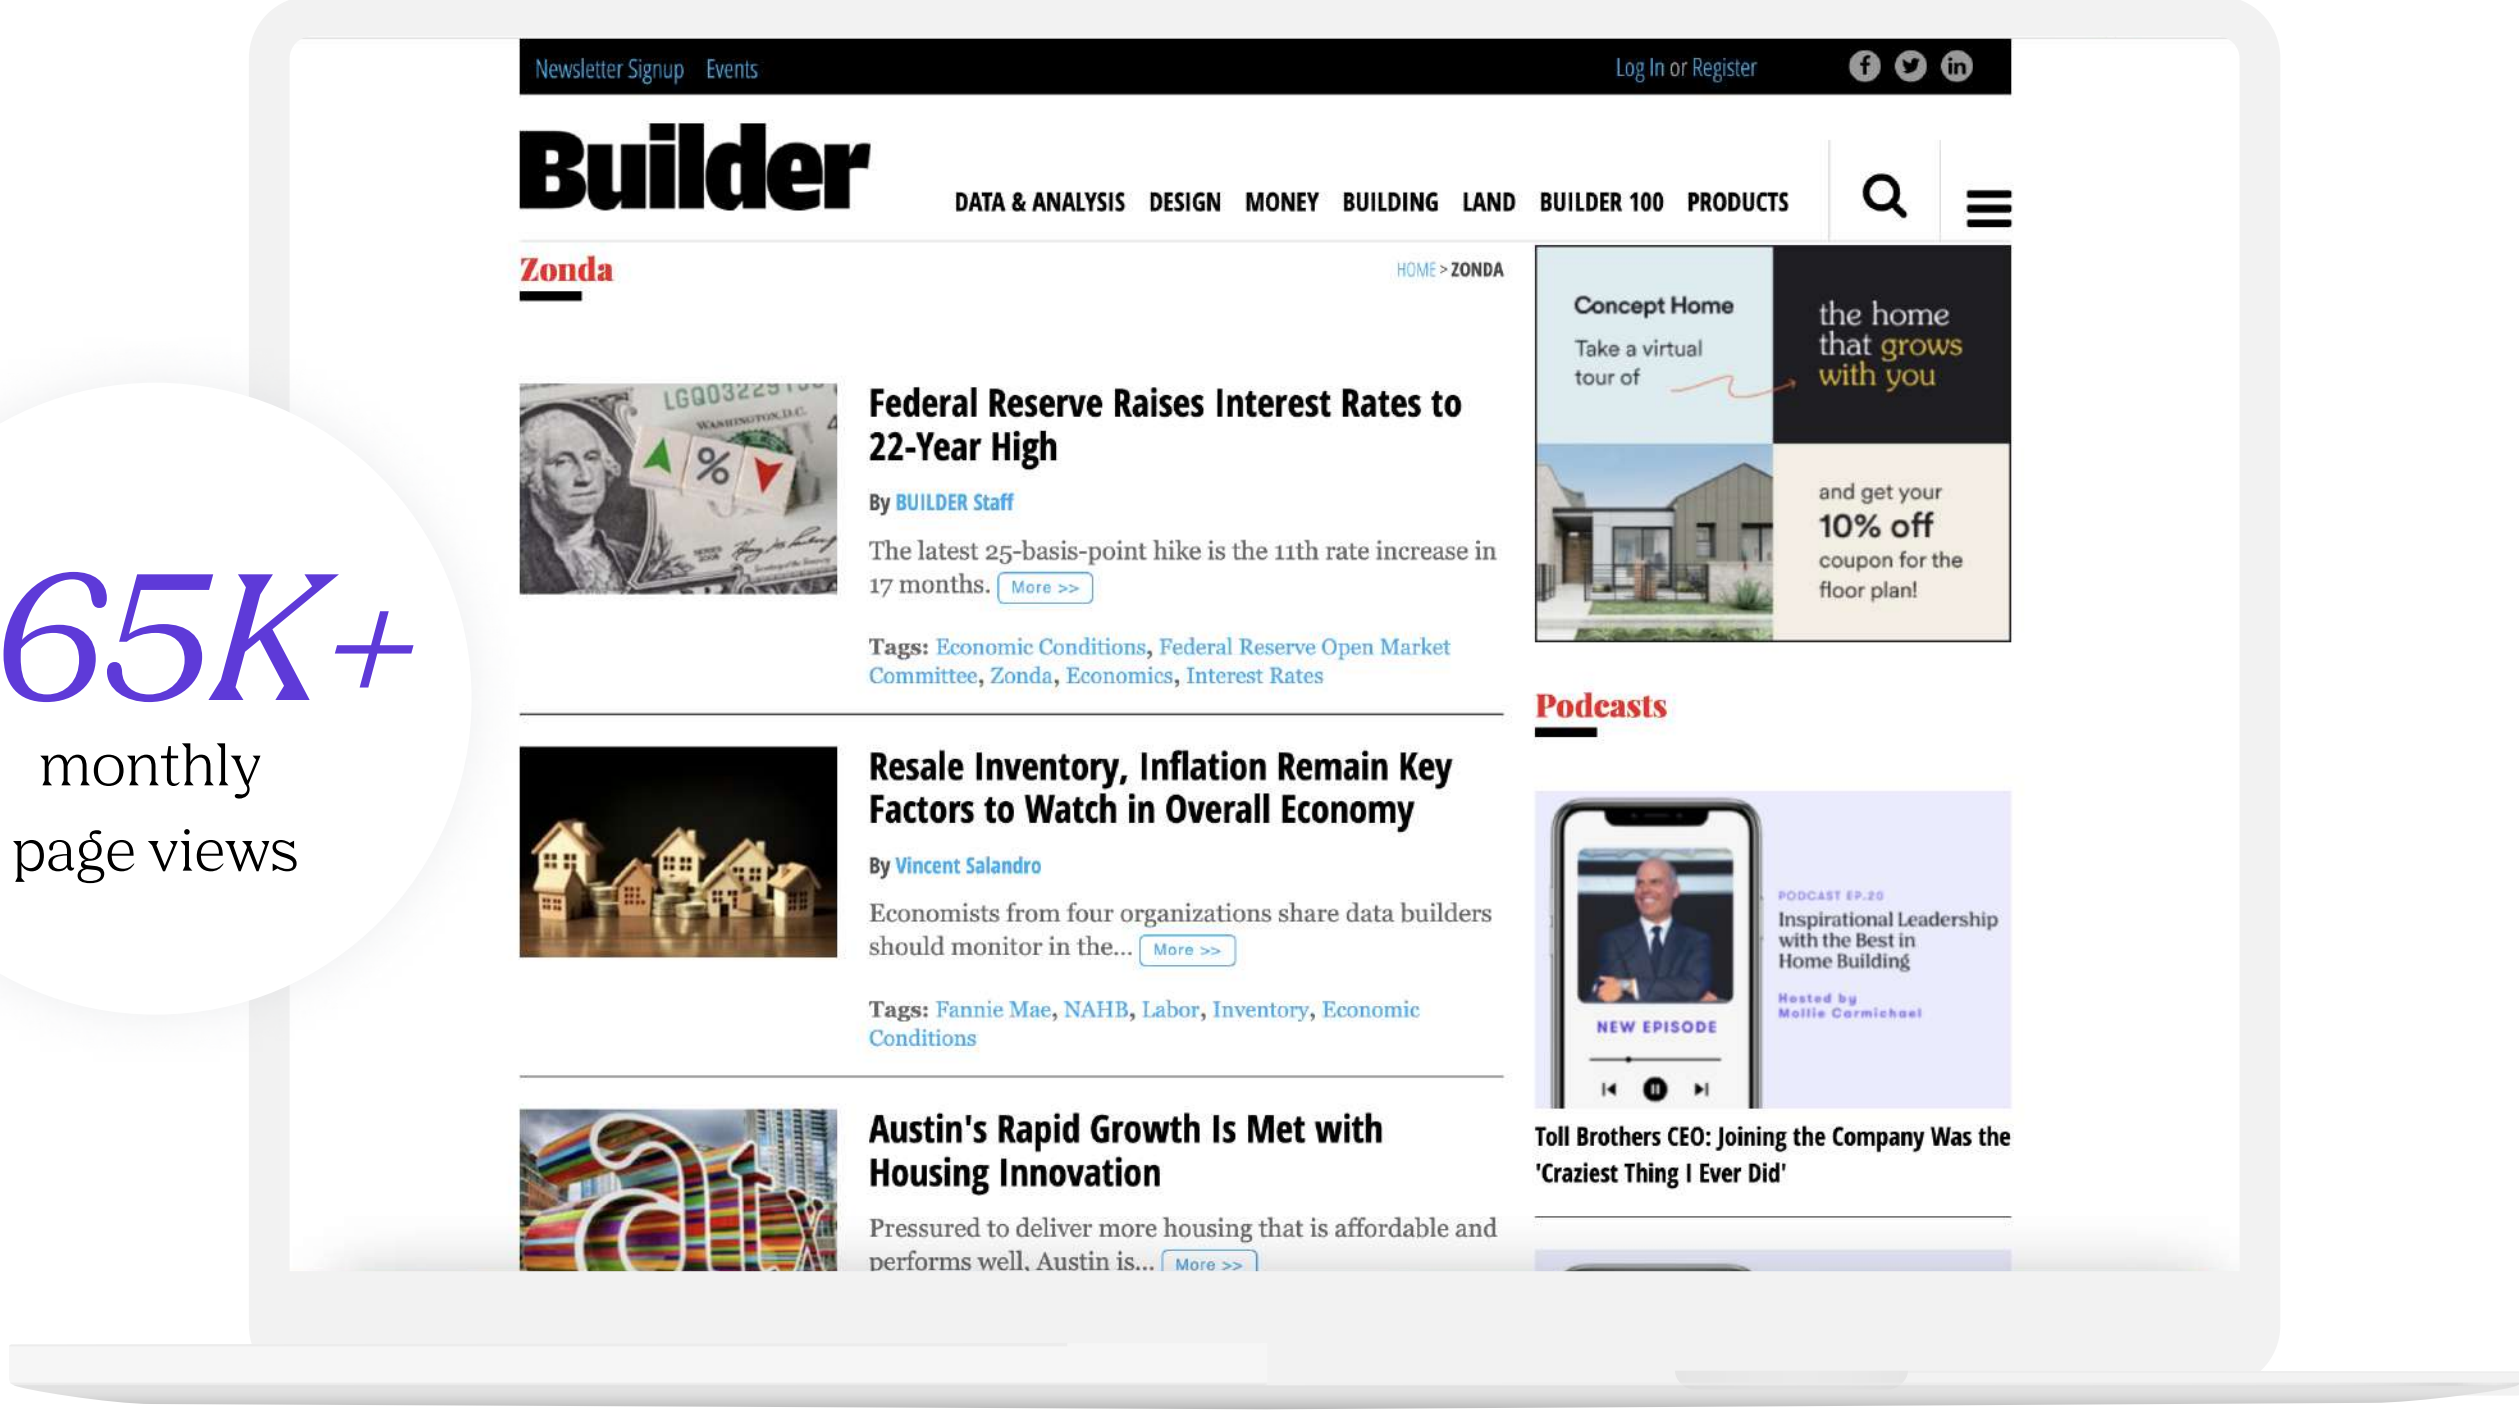 Newsletter Signup Events
Log In or Register
Builder
DATA & ANALYSIS DESIGN MONEY BUILDING LAND BUILDER 100 PRODUCTS
Zonda
HOME > ZONDA
65K+
monthly
page views
Federal Reserve Raises Interest Rates to
22-Year High
By BUILDER Staff
The latest 25-basis-point hike is the 11th rate increase in
17 months. More >>
Tags: Economic Conditions, Federal Reserve Open Market
Committee, Zonda, Economics, Interest Rates
WASHINGTON, D.C.
%
Resale Inventory, Inflation Remain Key
Factors to Watch in Overall Economy
By Vincent Salandro
Economists from four organizations share data builders
should monitor in the... More >>
Tags: Fannie Mae, NAHB, Labor, Inventory, Economic
Conditions
Austin's Rapid Growth Is Met with
Housing Innovation
Pressured to deliver more housing that is affordable and
performs well, Austin is... More >>
atx
Concept Home
Take a virtual
tour of
the home
that grows
with you
and get your
10% off
coupon for the
floor plan!
Podcasts
PODCAST EP.20
Inspirational Leadership
with the Best in
Home Building
Hosted by
Mollie Carmichael
NEW EPISODE
Toll Brothers CEO: Joining the Company Was the
'Craziest Thing I Ever Did'